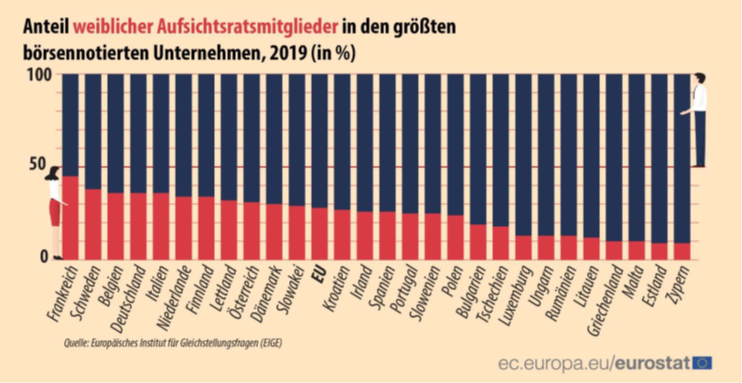 Anteil weiblicher Aufsichtsratsmitglieder in den größten
börsennotierten Unternehmen, 2019 (in %)
100
50
0
Frankreich
Schweden
Belgien
Deutschland
Italien
Niederlande
Finnland
Lettland
Österreich
Dänemark
Slowakei
EU
Kroatien
Irland
Spanien
Portugal
Slowenien
Polen
Bulgarien
Tschechien
Luxemburg
Ungarn
Rumänien
Litauen
Griechenland
Malta
Estland
Zypern
Quelle: Europäisches Institut für Gleichstellungsfragen (EIGE)
ec.europa.eu/eurostat